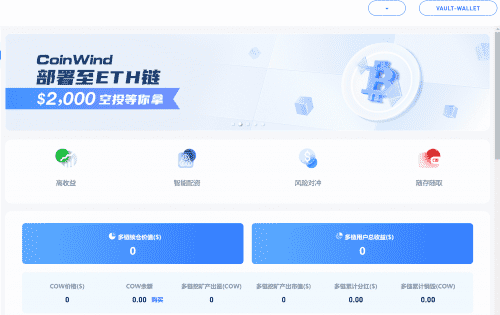 VAULT-WALLET
CoinWind
部署至ETH链
$2,000 空投等你拿
高收益
智能配资
风险对冲
随存随取
多链锁仓价值($)
0
多链用户总收益($)
0
COW价格($)
COW余额
多链挖矿产出量(COW)
多链挖矿产出市值($)
多链累计分红($)
多链累计销毁(COW)
0
0.00 购买
0
0
0.00
0.00